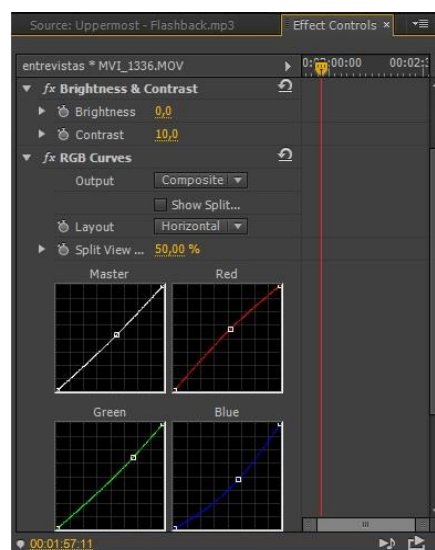 Source: Uppermost - Flashback.mp3
Effect Controls ×
entrevistas * MVI_1336.MOV
00:00 00:02:
fx Brightness & Contrast
Brightness 0,0
Contrast 10,0
fx RGB Curves
Output Composite
Show Split...
Layout Horizontal
Split View ... 50,00 %
Master Red
Green Blue
00:01:57:11